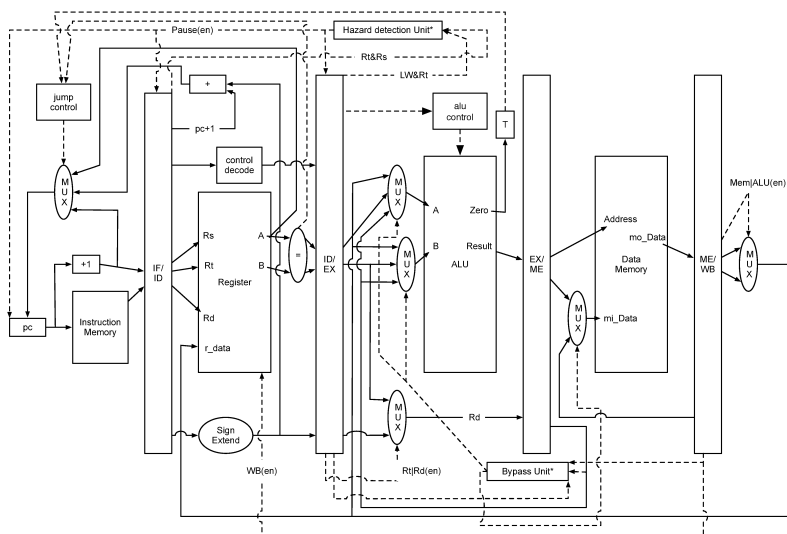 Pause(en)
Hazard detection Unit*
Rt&Rs
LW&Rt
jump
control
+
pc+1
alu
control
T
control
decode
M
U
X
M
U
X
Mem|ALU(en)
Rs
A
A
Zero
Address
mo_Data
M
U
X
+1
IF/
ID
Rt
B
=
ID/
EX
M
U
X
B
Result
ALU
EX/
ME
Data
Memory
ME/
WB
Register
pc
Instruction
Memory
Rd
r_data
M
U
X
mi_Data
Sign
Extend
M
U
X
Rd
WB(en)
Rt|Rd(en)
Bypass Unit*